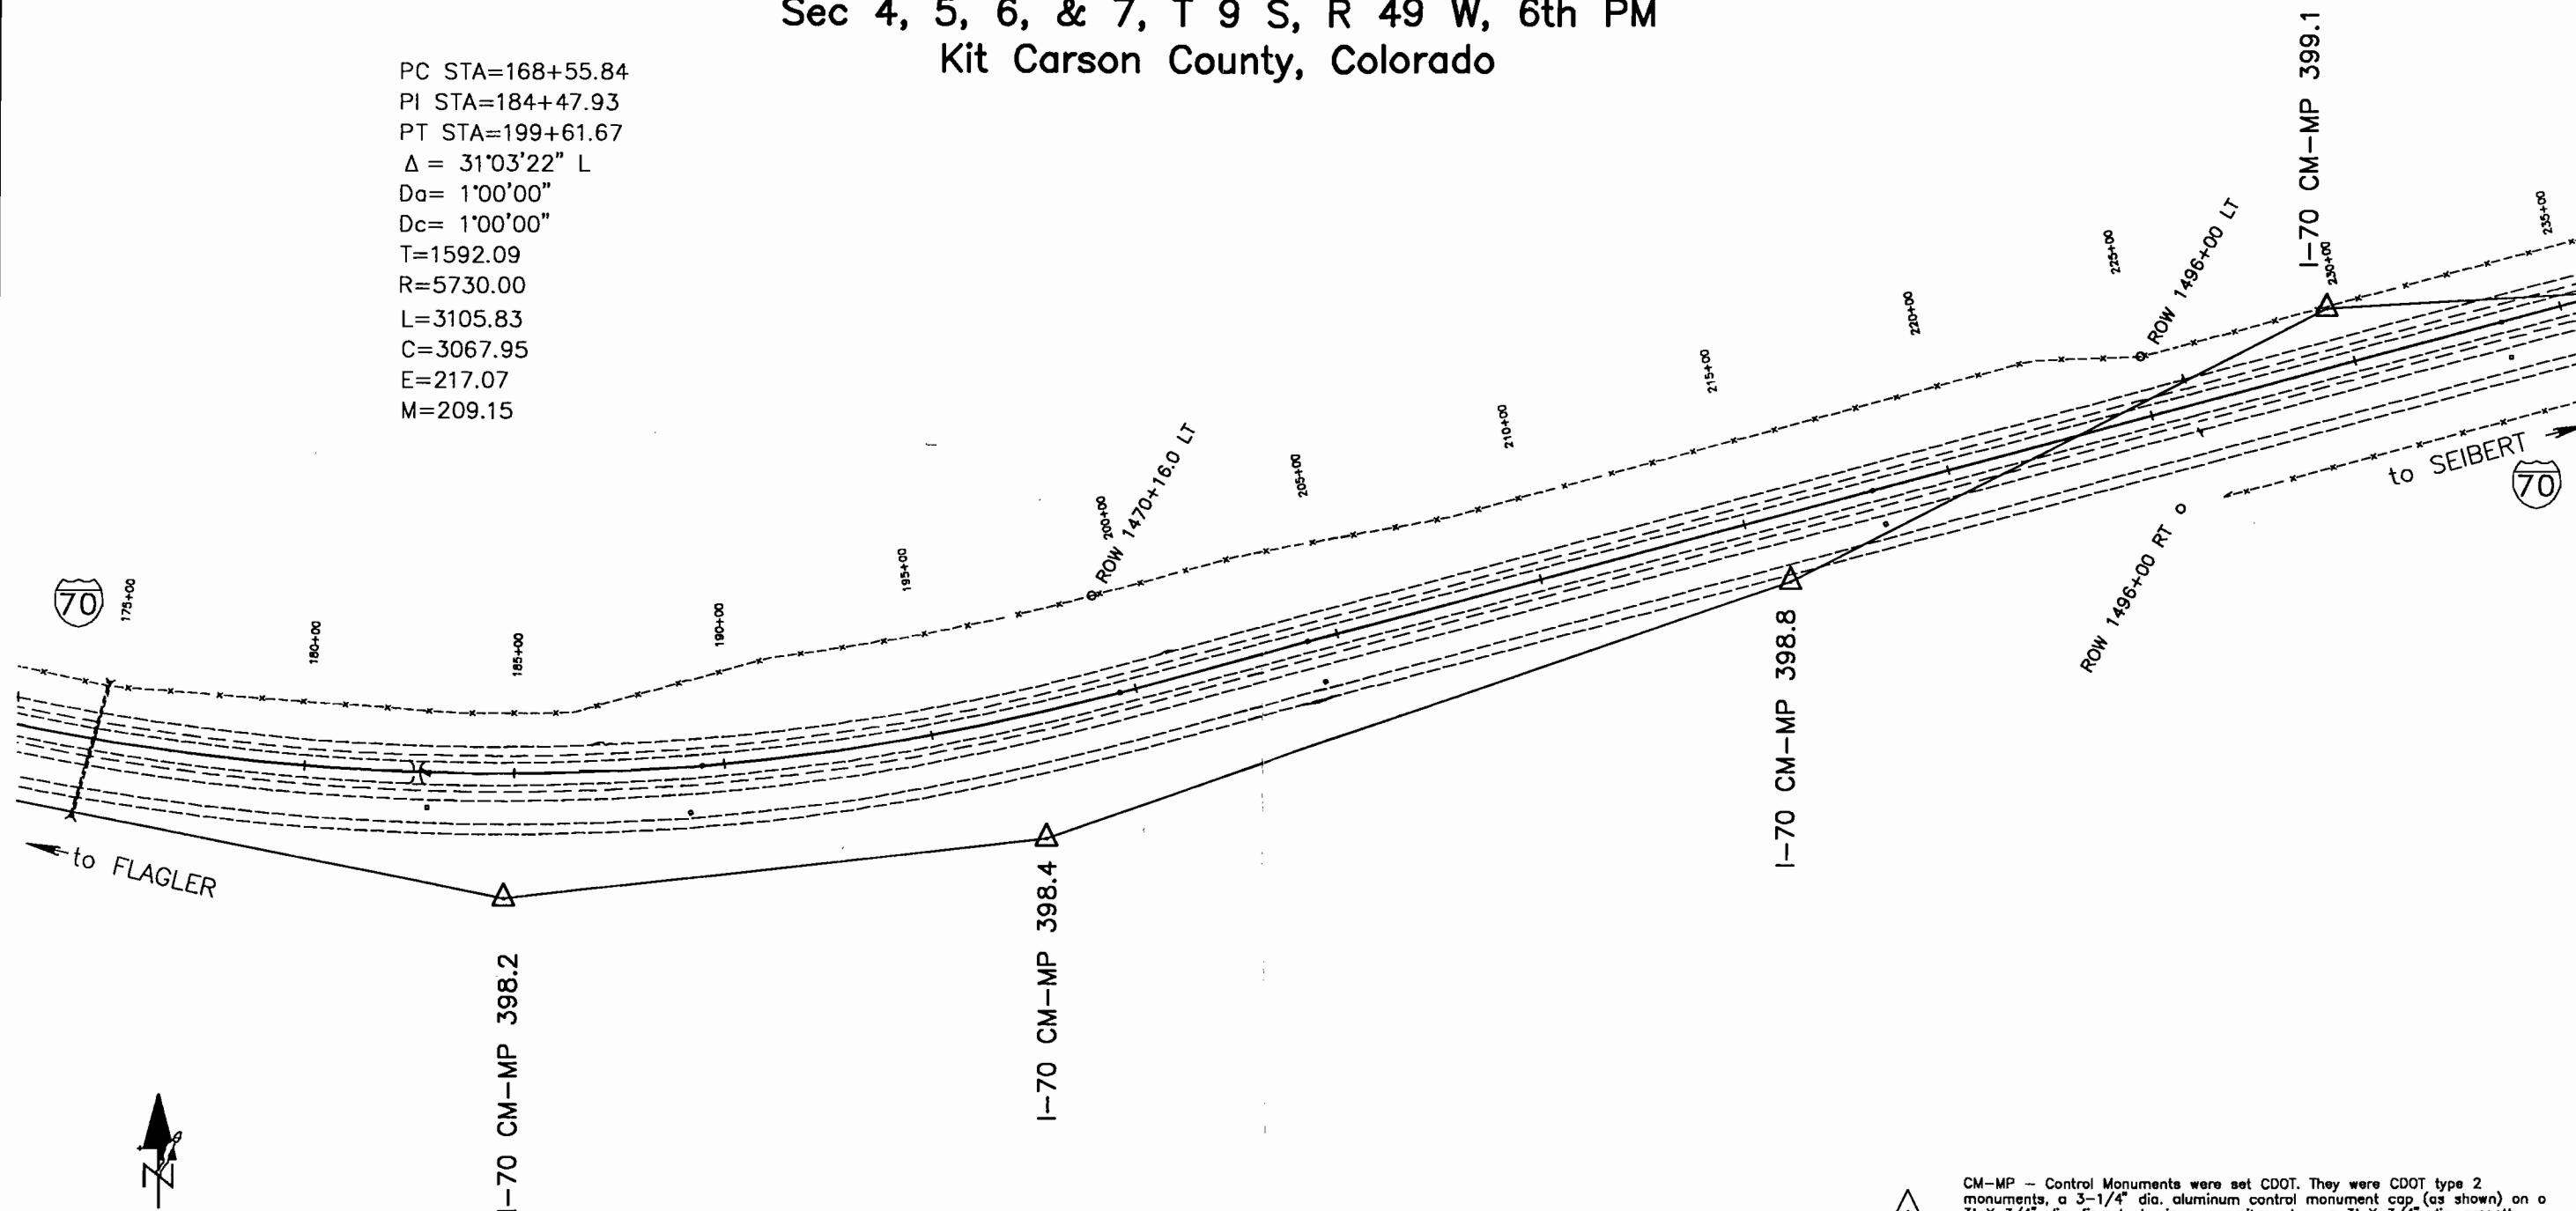 Sec 4, 5, 6, & 7, T 9 S, R 49 W, 6th PM
Kit Carson County, Colorado
PC STA=168+55.84
PI STA=184+47.93
PT STA=199+61.67
Δ = 31°03'22" L
Da= 1°00'00"
Dc= 1°00'00"
T=1592.09
R=5730.00
L=3105.83
C=3067.95
E=217.07
M=209.15
I-70 CM-MP 399.1
235+00
230+00
225+00
ROW 1496+00 LT
220+00
215+00
210+00
205+00
ROW 1470+16.0 LT
200+00
195+00
190+00
185+00
180+00
175+00
70
to SEIBERT
70
ROW 1496+00 RT
I-70 CM-MP 398.8
I-70 CM-MP 398.4
I-70 CM-MP 398.2
to FLAGLER
N
CM-MP - Control Monuments were set CDOT. They were CDOT type 2
monuments, a 3-1/4" dia. aluminum control monument cap (as shown) on a